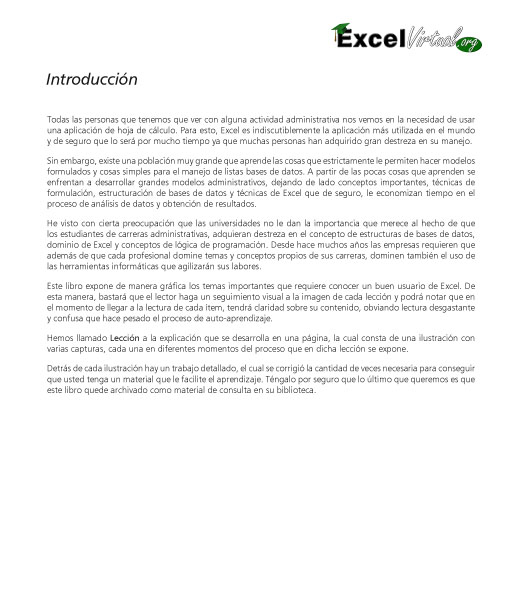 ExcelVirtual.org
Introducción
Todas las personas que tenemos que ver con alguna actividad administrativa nos vemos en la necesidad de usar
una aplicación de hoja de cálculo. Para esto, Excel es indiscutiblemente la aplicación más utilizada en el mundo
y de seguro que lo será por mucho tiempo ya que muchas personas han adquirido gran destreza en su manejo.
Sin embargo, existe una población muy grande que aprende las cosas que estrictamente le permiten hacer modelos
formulados y cosas simples para el manejo de listas bases de datos. A partir de las pocas cosas que aprenden se
enfrentan a desarrollar grandes modelos administrativos, dejando de lado conceptos importantes, técnicas de
formulación, estructuración de bases de datos y técnicas de Excel que de seguro, le economizan tiempo en el
proceso de análisis de datos y obtención de resultados.
He visto con cierta preocupación que las universidades no le dan la importancia que merece al hecho de que
los estudiantes de carreras administrativas, adquieran destreza en el concepto de estructuras de bases de datos,
dominio de Excel y conceptos de lógica de programación. Desde hace muchos años las empresas requieren que
además de que cada profesional domine temas y conceptos propios de sus carreras, dominen también el uso de
las herramientas informáticas que agilizarán sus labores.
Este libro expone de manera gráfica los temas importantes que requiere conocer un buen usuario de Excel. De
esta manera, bastará que el lector haga un seguimiento visual a la imagen de cada lección y podrá notar que en
el momento de llegar a la lectura de cada ítem, tendrá claridad sobre su contenido, obviando lectura desgastante
y confusa que hace pesado el proceso de auto-aprendizaje.
Hemos llamado Lección a la explicación que se desarrolla en una página, la cual consta de una ilustración con
varias capturas, cada una en diferentes momentos del proceso que en dicha lección se expone.
Detrás de cada ilustración hay un trabajo detallado, el cual se corrigió la cantidad de veces necesaria para conseguir
que usted tenga un material que le facilite el aprendizaje. Téngalo por seguro que lo último que queremos es que
este libro quede archivado como material de consulta en su biblioteca.